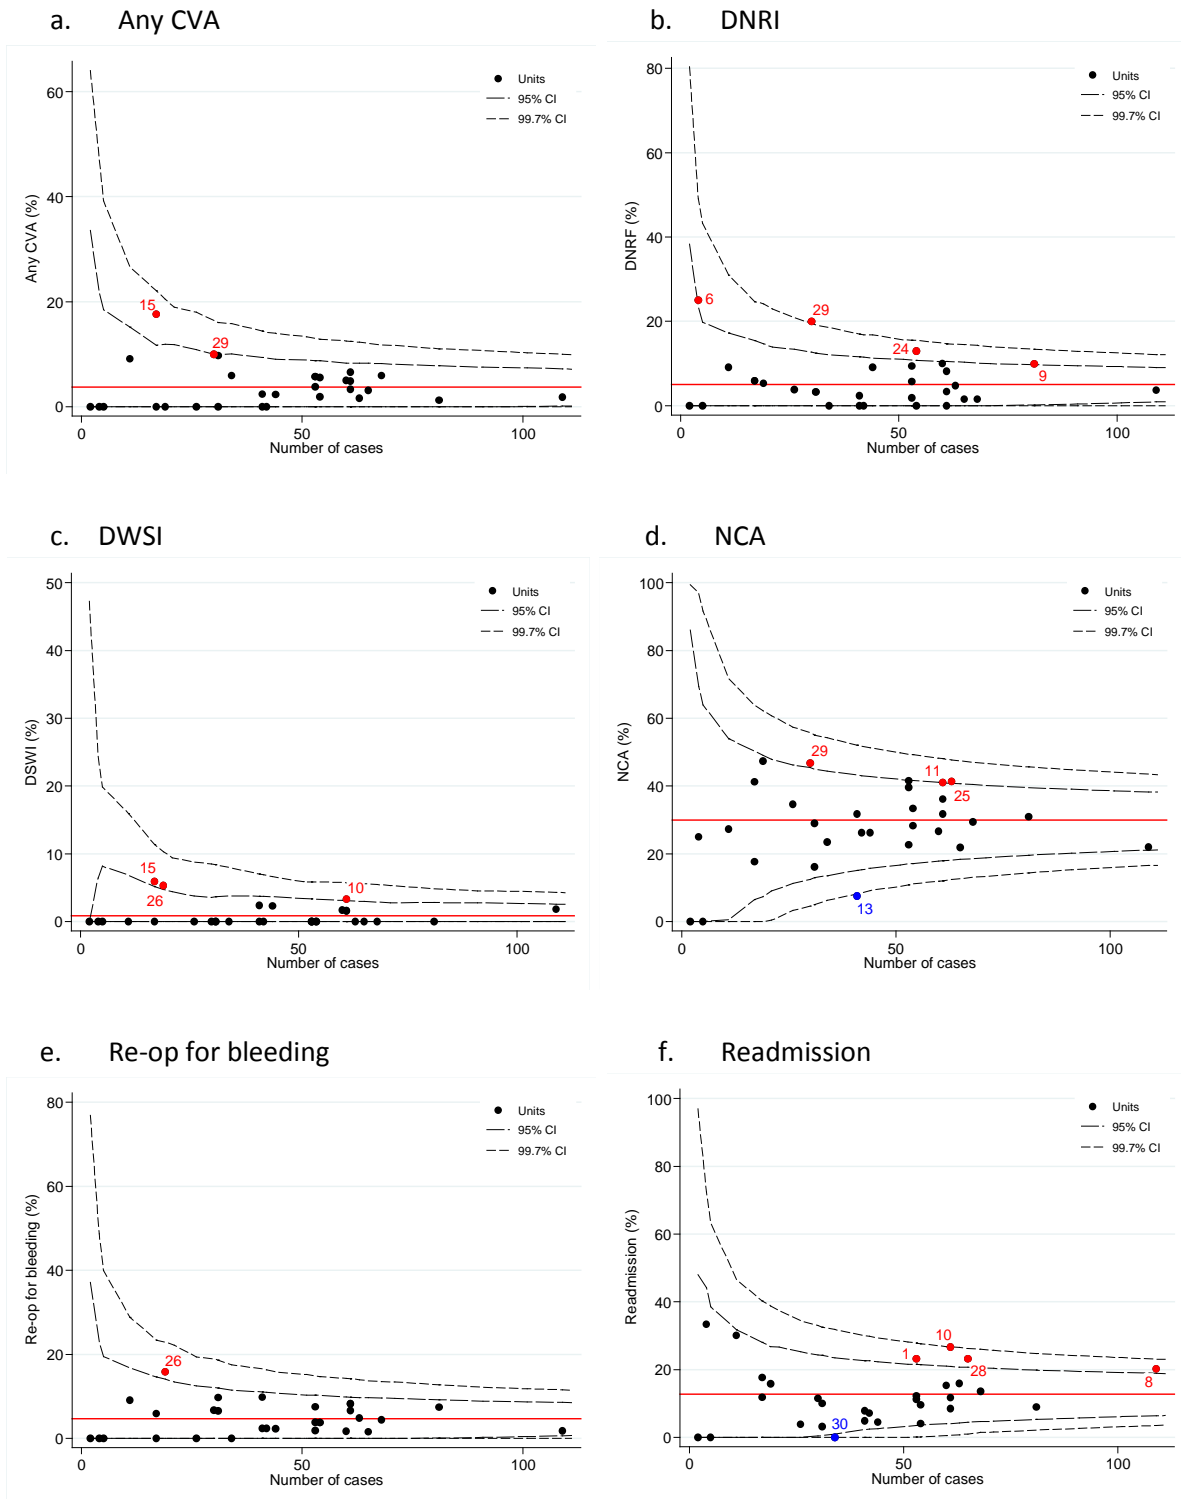 a. Any CVA
Units
95% CI
99.7% CI
60
40
20
0
Any CVA (%)
15
29
0
50
100
Number of cases
b. DNRI
Units
95% CI
99.7% CI
80
60
40
20
0
DNRF (%)
6
29
24
9
0
50
100
Number of cases
c. DWSI
Units
95% CI
99.7% CI
50
40
30
20
10
0
DSWI (%)
15
26
10
0
50
100
Number of cases
d. NCA
Units
95% CI
99.7% CI
100
80
60
40
20
0
NCA (%)
29
11
25
13
0
50
100
Number of cases
e. Re-op for bleeding
Units
95% CI
99.7% CI
80
60
40
20
0
Re-op for bleeding (%)
26
0
50
100
Number of cases
f. Readmission
Units
95% CI
99.7% CI
100
80
60
40
20
0
Readmission (%)
1
10
28
8
30
0
50
100
Number of cases